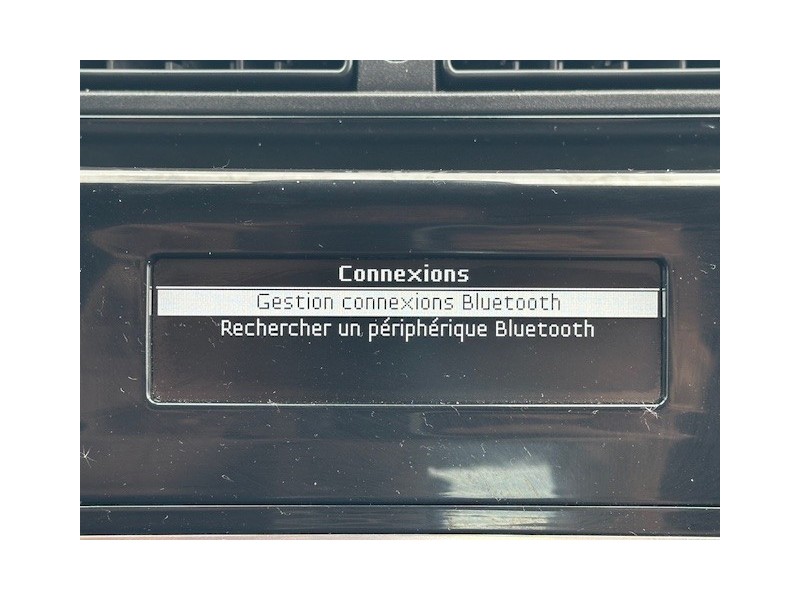 Connexions
Gestion connexions Bluetooth
Rechercher un périphérique Bluetooth